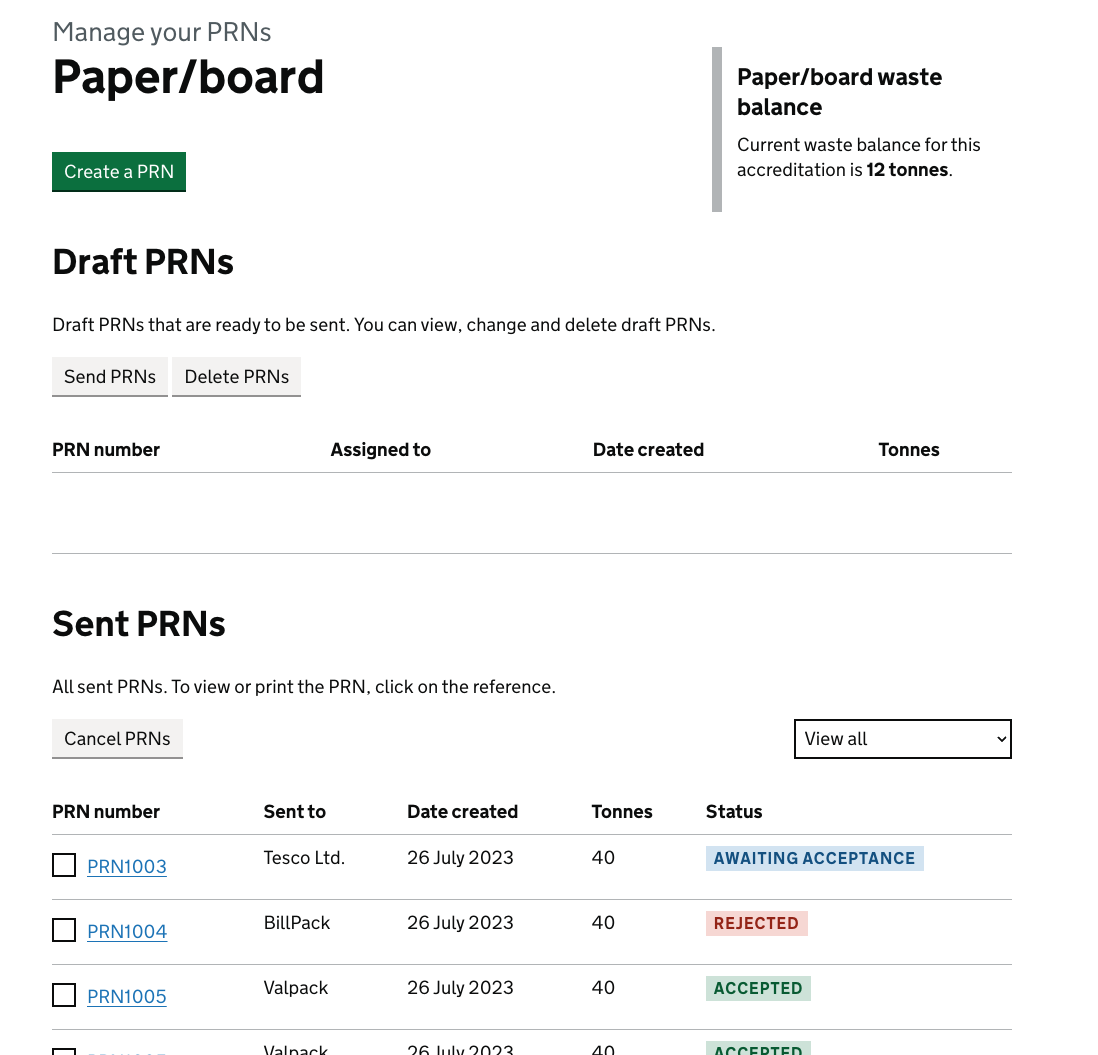 Manage your PRNs
Paper/board
Paper/board waste
balance
Current waste balance for this
accreditation is 12 tonnes.
Create a PRN
Draft PRNs
Draft PRNs that are ready to be sent. You can view, change and delete draft PRNs.
Send PRNs Delete PRNs
PRN number Assigned to Date created Tonnes
Sent PRNs
All sent PRNs. To view or print the PRN, click on the reference.
Cancel PRNs View all
PRN number Sent to Date created Tonnes Status
PRN1003 Tesco Ltd. 26 July 2023 40 AWAITING ACCEPTANCE
PRN1004 BillPack 26 July 2023 40 REJECTED
PRN1005 Valpack 26 July 2023 40 ACCEPTED
Valpack 26 July 2023 40 ACCEPTED